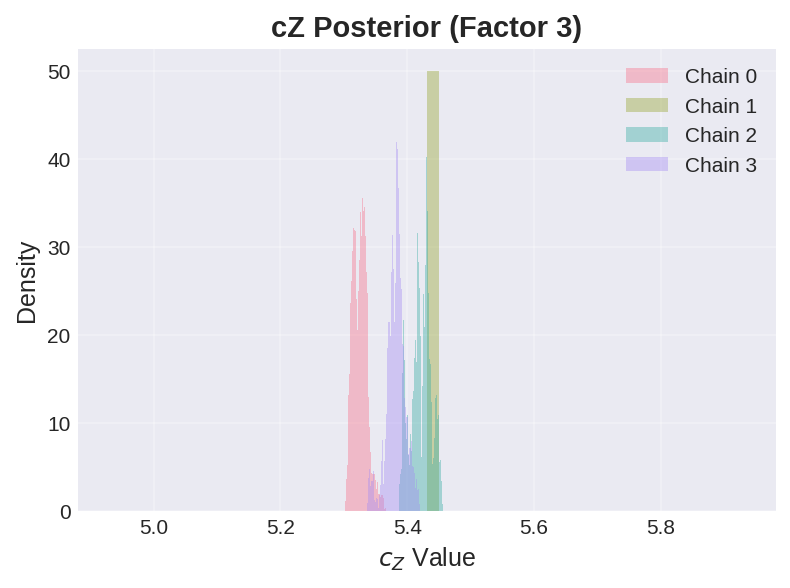 cZ Posterior (Factor 3)
Chain 0
Chain 1
Chain 2
Chain 3
Density
50
40
30
20
10
0
5.0 5.2 5.4 5.6 5.8
c_Z Value